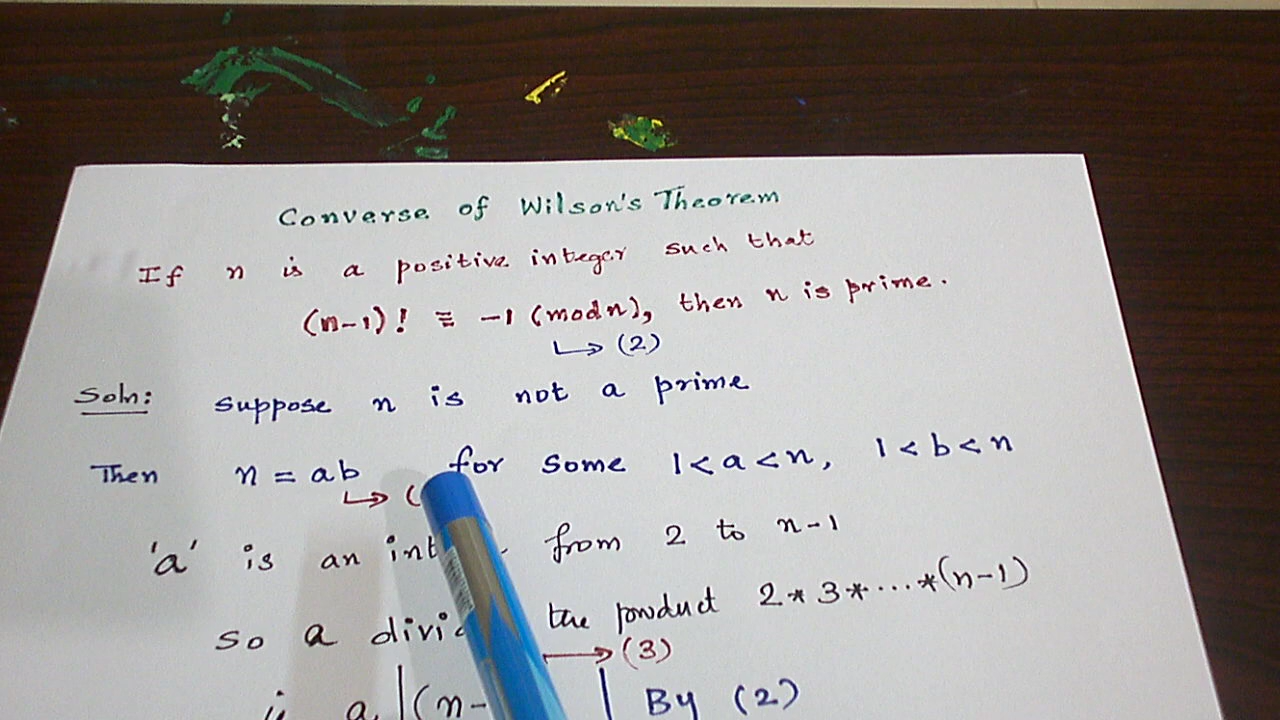 Converse of Wilson's Theorem
If n is a positive integer such that
(n-1)! ≡ -1 (mod n), then n is prime.
↳ (2)
Soln: Suppose n is not a prime
Then n = ab for some 1<a<n, 1<b<n
↳ (
'a' is an from 2 to n-1
So a the product 2*3*....*(n-1)
→ (3)
a|(n- By (2)